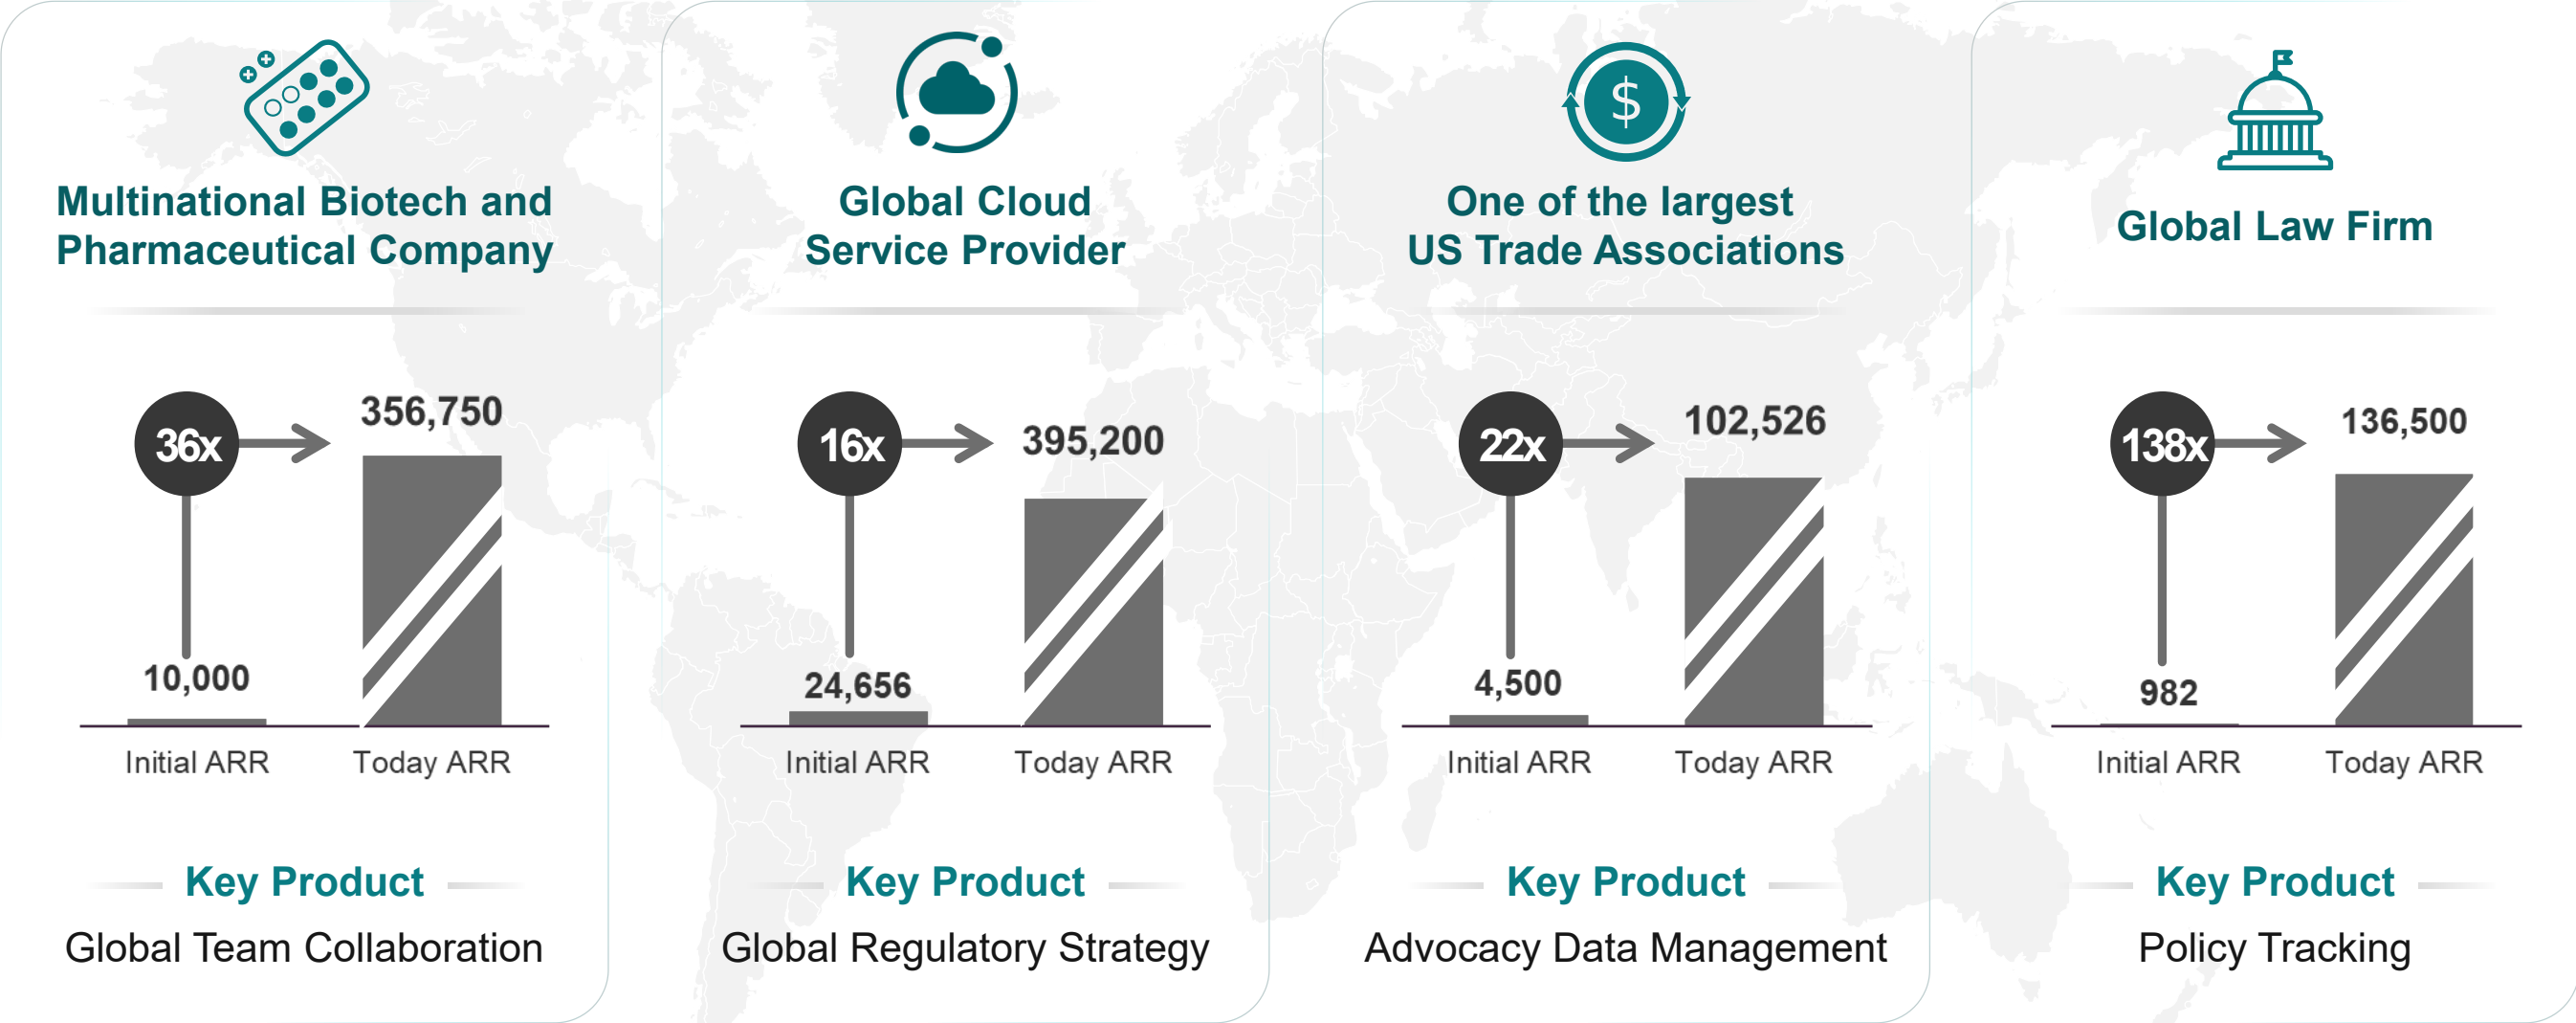 Multinational Biotech and
Pharmaceutical Company
36x
356,750
10,000
Initial ARR
Today ARR
Key Product
Global Team Collaboration
Global Cloud
Service Provider
16x
395,200
24,656
Initial ARR
Today ARR
Key Product
Global Regulatory Strategy
$
One of the largest
US Trade Associations
22x
102,526
4,500
Initial ARR
Today ARR
Key Product
Advocacy Data Management
Global Law Firm
138x
136,500
982
Initial ARR
Today ARR
Key Product
Policy Tracking